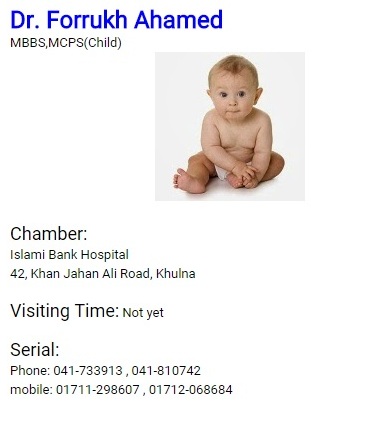 Dr. Forrukh Ahamed
MBBS,MCPS(Child)
Chamber:
Islami Bank Hospital
42, Khan Jahan Ali Road, Khulna
Visiting Time: Not yet
Serial:
Phone: 041-733913 , 041-810742
mobile: 01711-298607 , 01712-068684